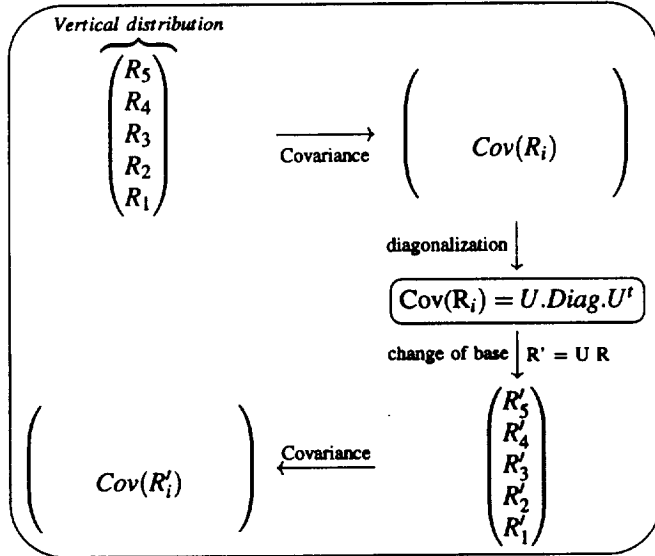 Vertical distribution
R5
R4
R3
R2
R1
Covariance
Cov(Ri)
diagonalization
Cov(Ri) = U.Diag.U^t
change of base R' = U R
R'5
R'4
R'3
R'2
R'1
Covariance
Cov(R'i)